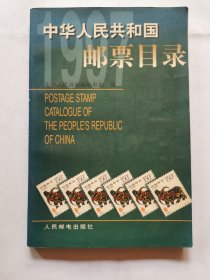 中华人民共和国
1997
邮票目录
POSTAGE STAMP
CATALOGUE OF
THE PEOPLE'S REPUBLIC
OF CHINA
人民邮电出版社